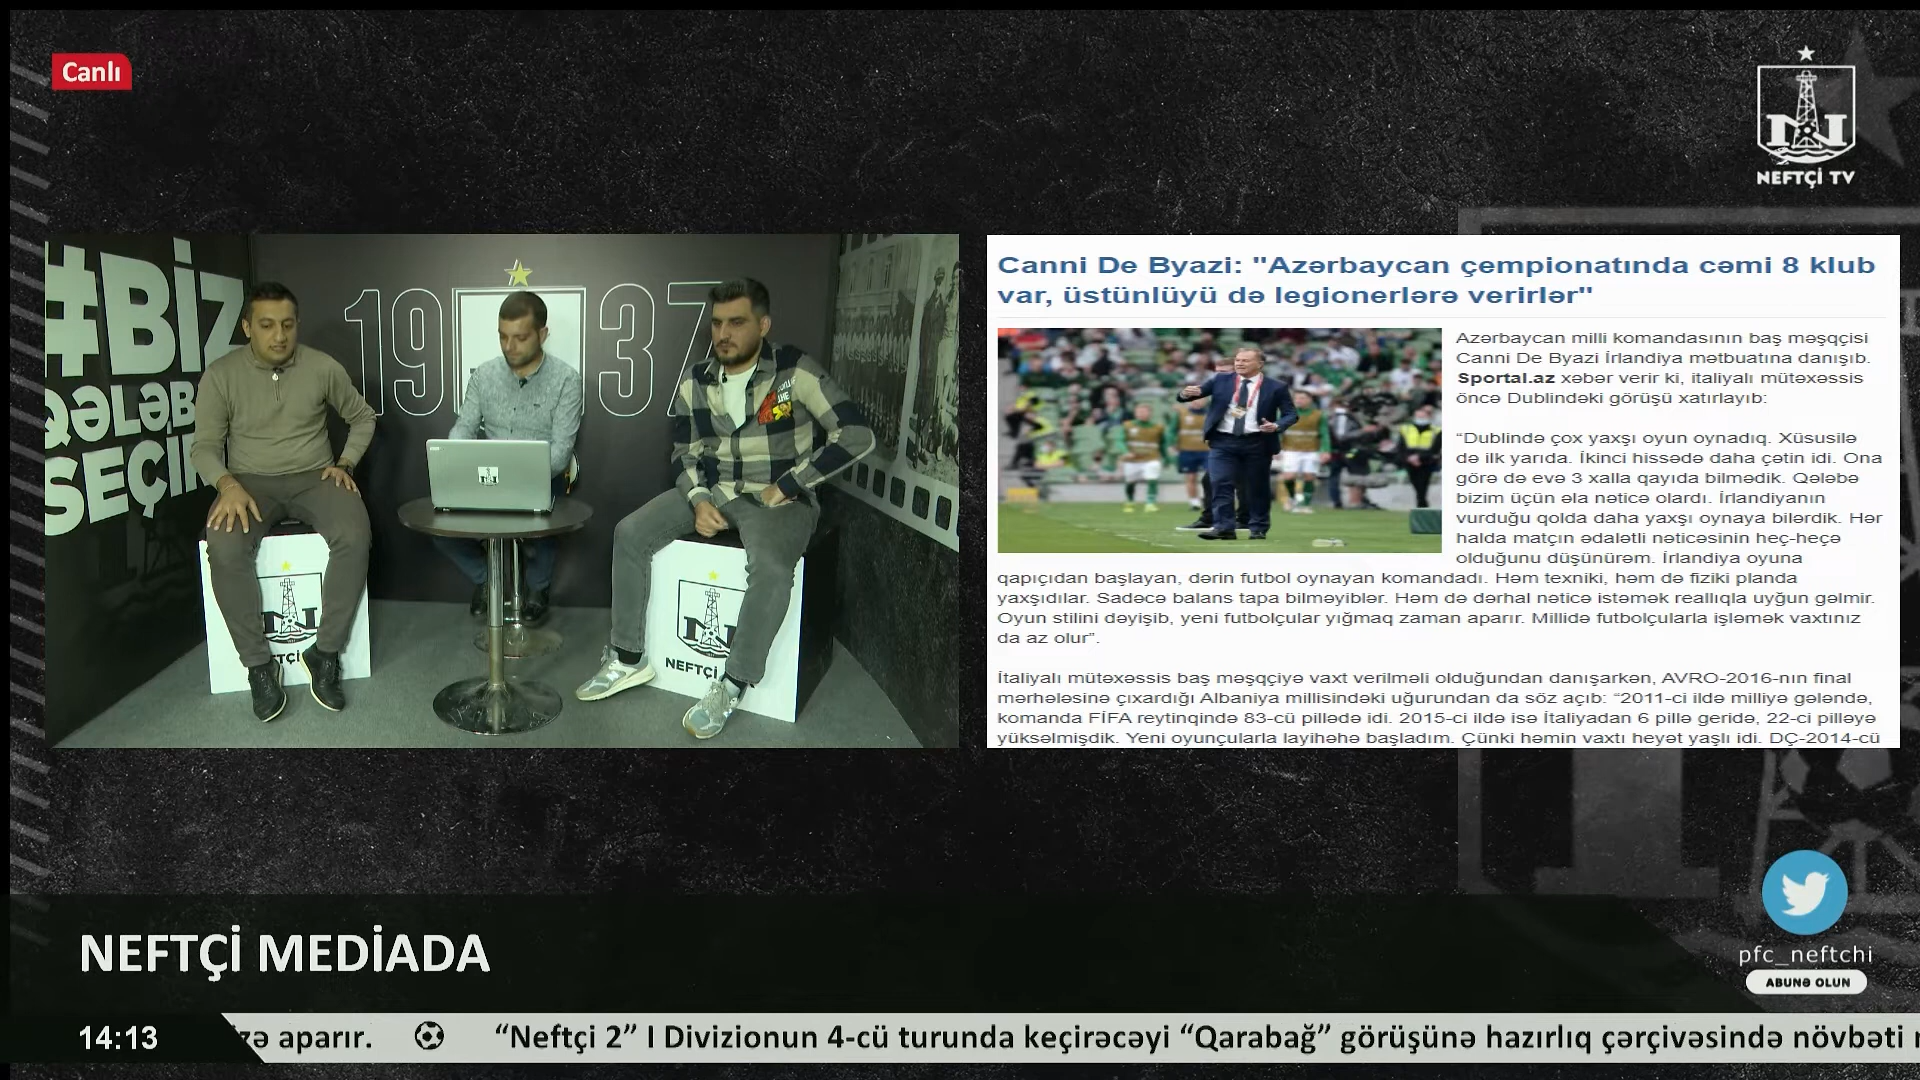 Canlı
NEFTÇİ TV
#BİZ
QƏLƏB
SEÇİ
19 37
NEFTÇİ
Canni De Byazi: "Azərbaycan çempionatında cəmi 8 klub
var, üstünlüyü də legionerlərə verirlər"
Azərbaycan milli komandasının baş məşqçisi
Canni De Byazi İrlandiya mətbuatına danışıb.
Sportal.az xəbər verir ki, italiyalı mütəxəssis
öncə Dublindəki görüşü xatırlayıb:
“Dublində çox yaxşı oyun oynadıq. Xüsusilə
də ilk yarıda. İkinci hissədə daha çətin idi. Ona
görə də evə 3 xalla qayıda bilmədik. Qələbə
bizim üçün əla nəticə olardı. İrlandiyanın
vurduğu qolda daha yaxşı oynaya bilərdik. Hər
halda matçın ədalətli nəticəsinin heç-heçə
olduğunu düşünürəm. İrlandiya oyuna
qapıçıdan başlayan, dərin futbol oynayan komandadı. Həm texniki, həm də fiziki planda
yaxşıdılar. Sadəcə balans tapa bilməyiblər. Həm də dərhal nəticə istəmək reallıqla uyğun gəlmir.
Oyun stilini dəyişib, yeni futbolçular yığmaq zaman aparır. Millidə futbolçularla işləmək vaxtınız
da az olur”.
İtaliyalı mütəxəssis baş məşqçiyə vaxt verilməli olduğundan danışarkən, AVRO-2016-nın final
mərhələsinə çıxardığı Albaniya millisindəki uğurundan da söz açıb: “2011-ci ildə milliyə gələndə,
komanda FİFA reytinqində 83-cü pillədə idi. 2015-ci ildə isə İtaliyadan 6 pillə geridə, 22-ci pilləyə
yüksəlmişdik. Yeni oyunçularla layihəhə başladım. Çünki həmin vaxtı heyət yaşlı idi. DÇ-2014-cü
NEFTÇİ MEDİADA
pfc_neftchi
ABUNƏ OLUN
14:13
zə aparır. “Neftçi 2” I Divizionun 4-cü turunda keçirəcəyi “Qarabağ” görüşünə hazırlıq çərçivəsində növbəti